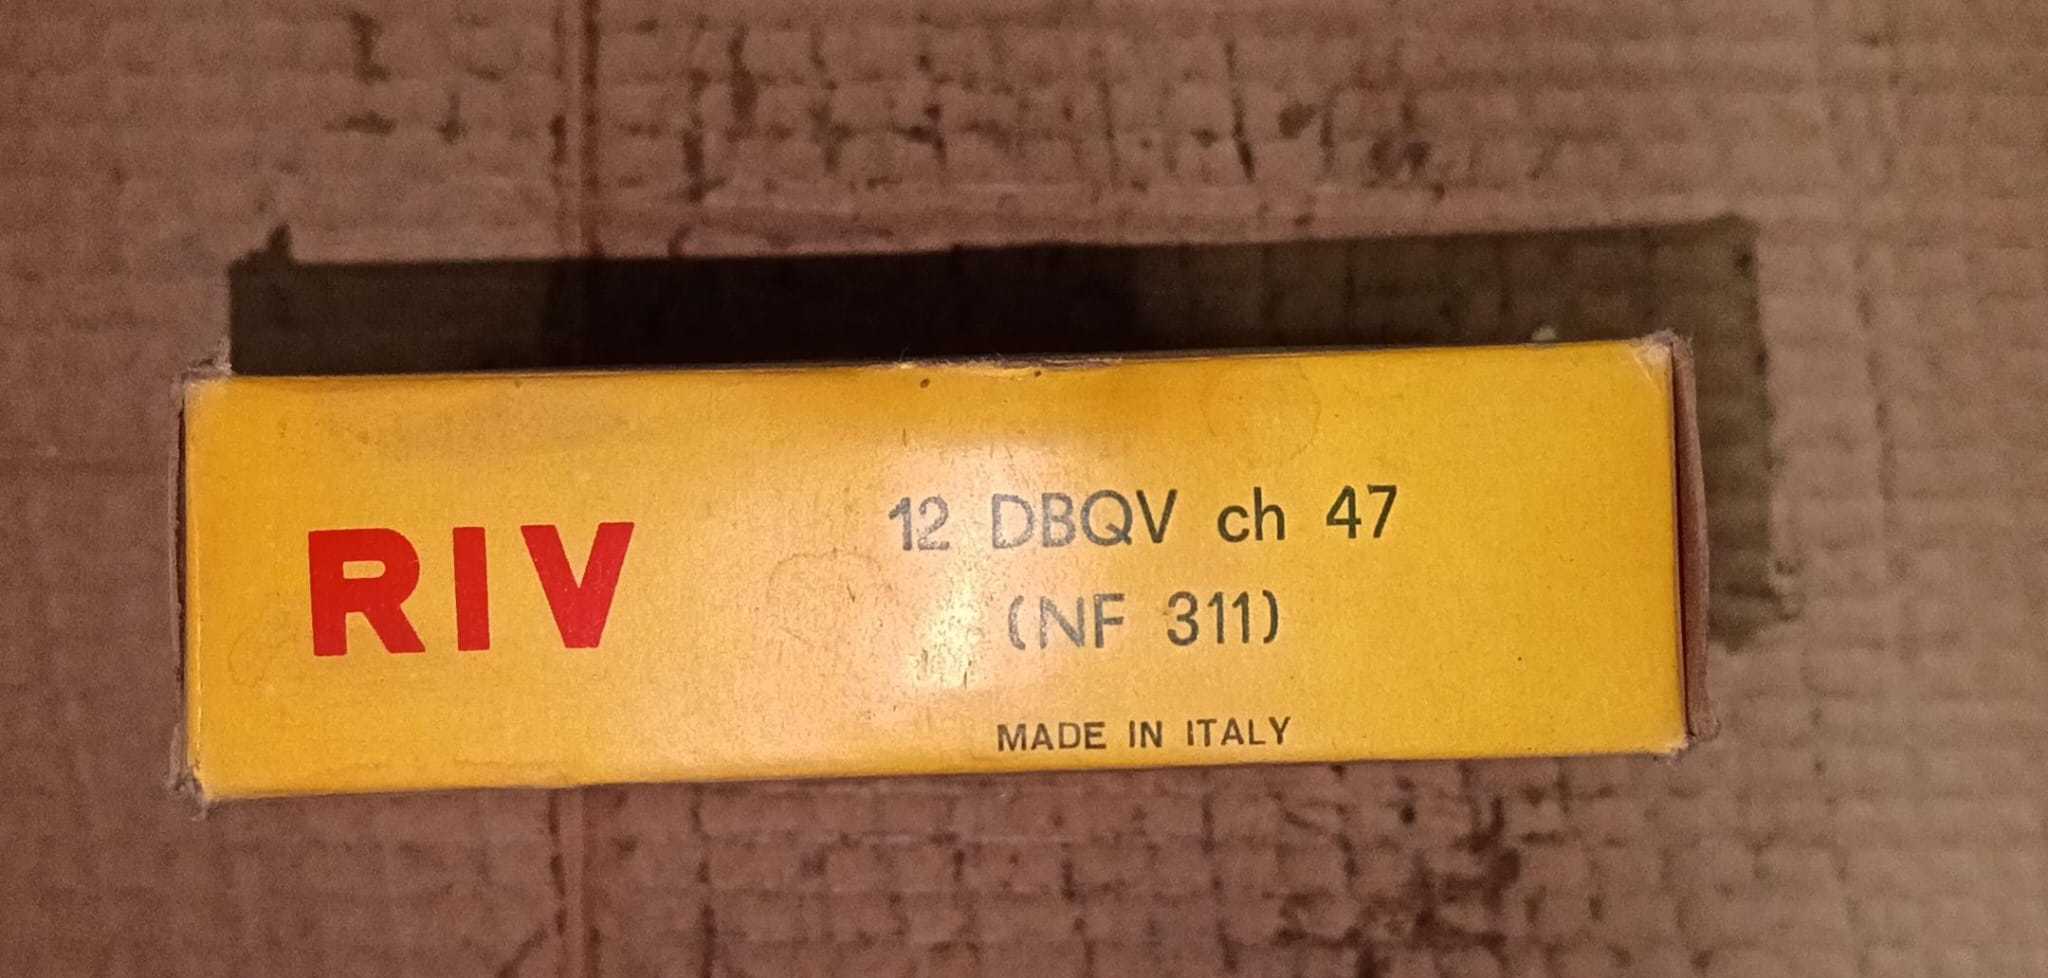 RIV
12 DBQV ch 47
(NF 311)
MADE IN ITALY